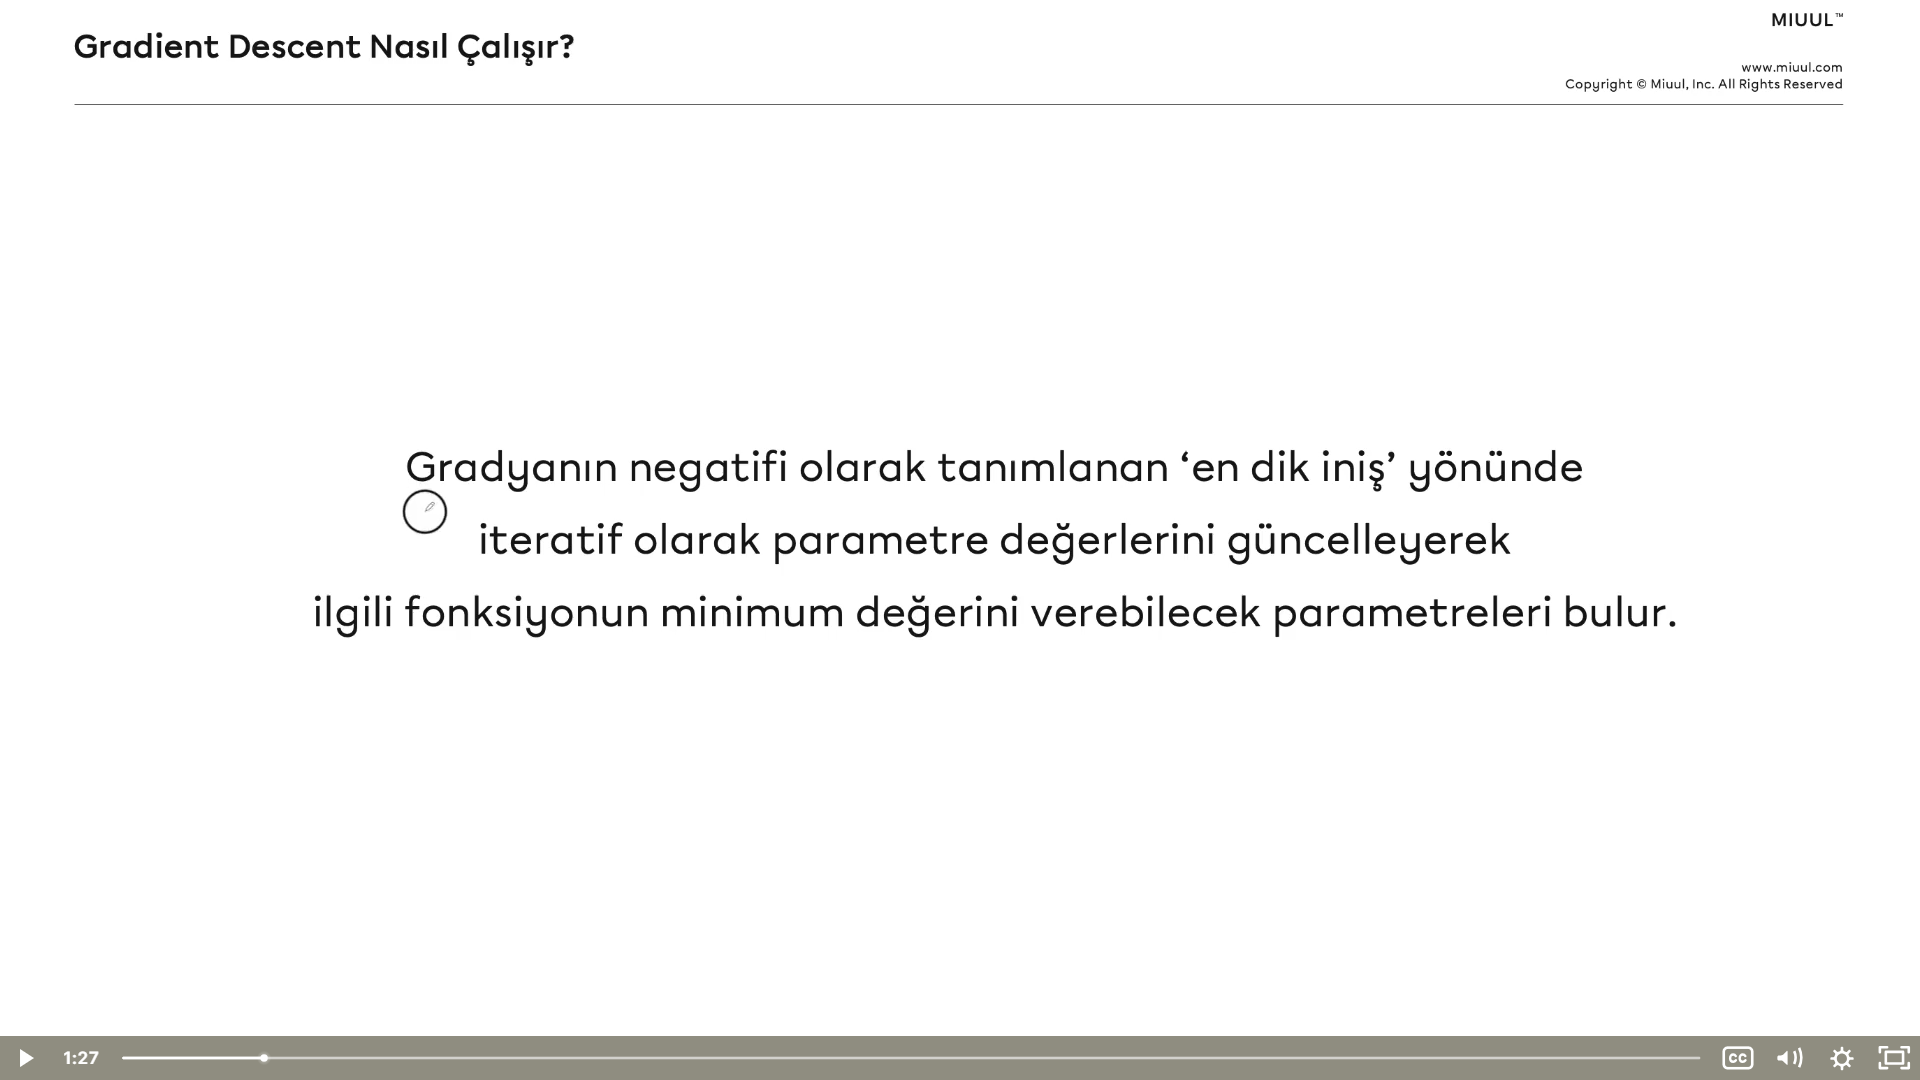 MIUUL™
Gradient Descent Nasıl Çalışır?
www.miuul.com
Copyright © Miuul, Inc. All Rights Reserved
Gradyanın negatifi olarak tanımlanan ‘en dik iniş’ yönünde
iteratif olarak parametre değerlerini güncelleyerek
ilgili fonksiyonun minimum değerini verebilecek parametreleri bulur.
1:27
CC